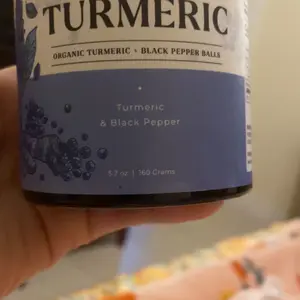 TURMERIC
ORGANIC TURMERIC + BLACK PEPPER BALLS
Turmeric
& Black Pepper
5.7 oz | 160 Grams